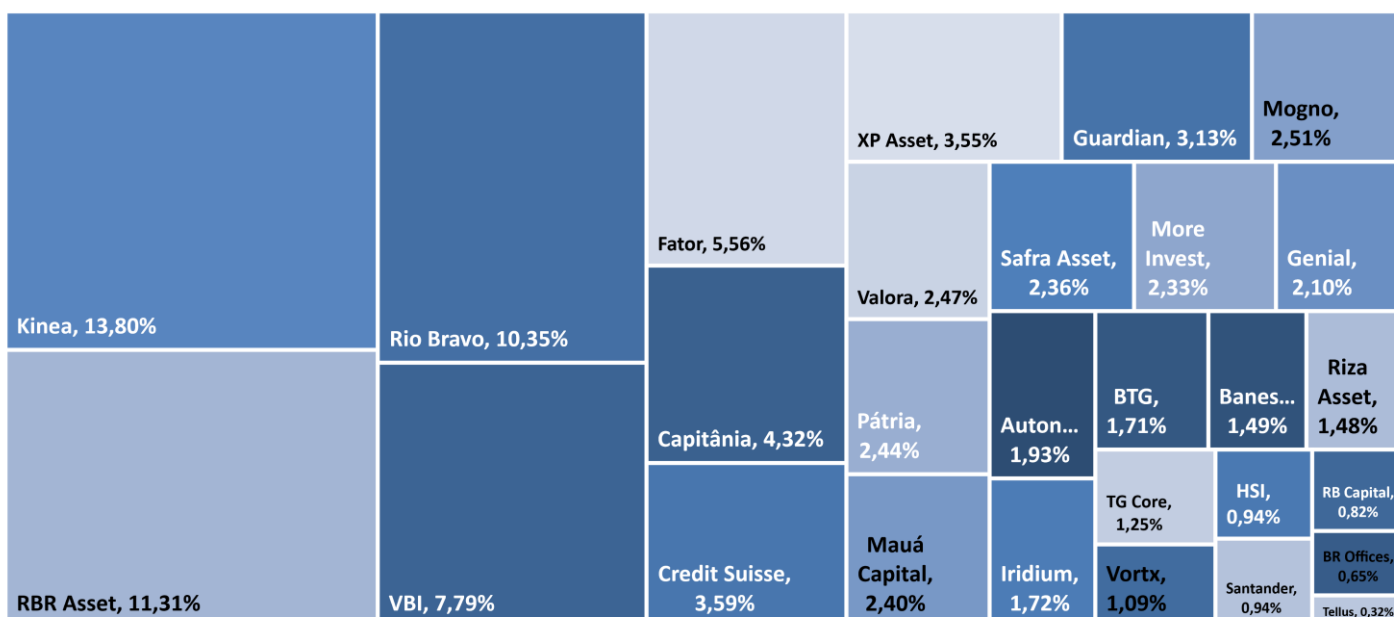 Kinea, 13,80%
RBR Asset, 11,31%
Rio Bravo, 10,35%
VBI, 7,79%
Fator, 5,56%
Capitânia, 4,32%
Credit Suisse,
3,59%
XP Asset, 3,55%
Guardian, 3,13%
Mogno,
2,51%
Valora, 2,47%
Pátria,
2,44%
Mauá
Capital,
2,40%
Safra Asset,
2,36%
More
Invest,
2,33%
Genial,
2,10%
Auton...
1,93%
Iridium,
1,72%
BTG,
1,71%
Banes...
1,49%
Riza
Asset,
1,48%
TG Core,
1,25%
Vortx,
1,09%
HSI,
0,94%
Santander,
0,94%
RB Capital,
0,82%
BR Offices,
0,65%
Tellus, 0,32%